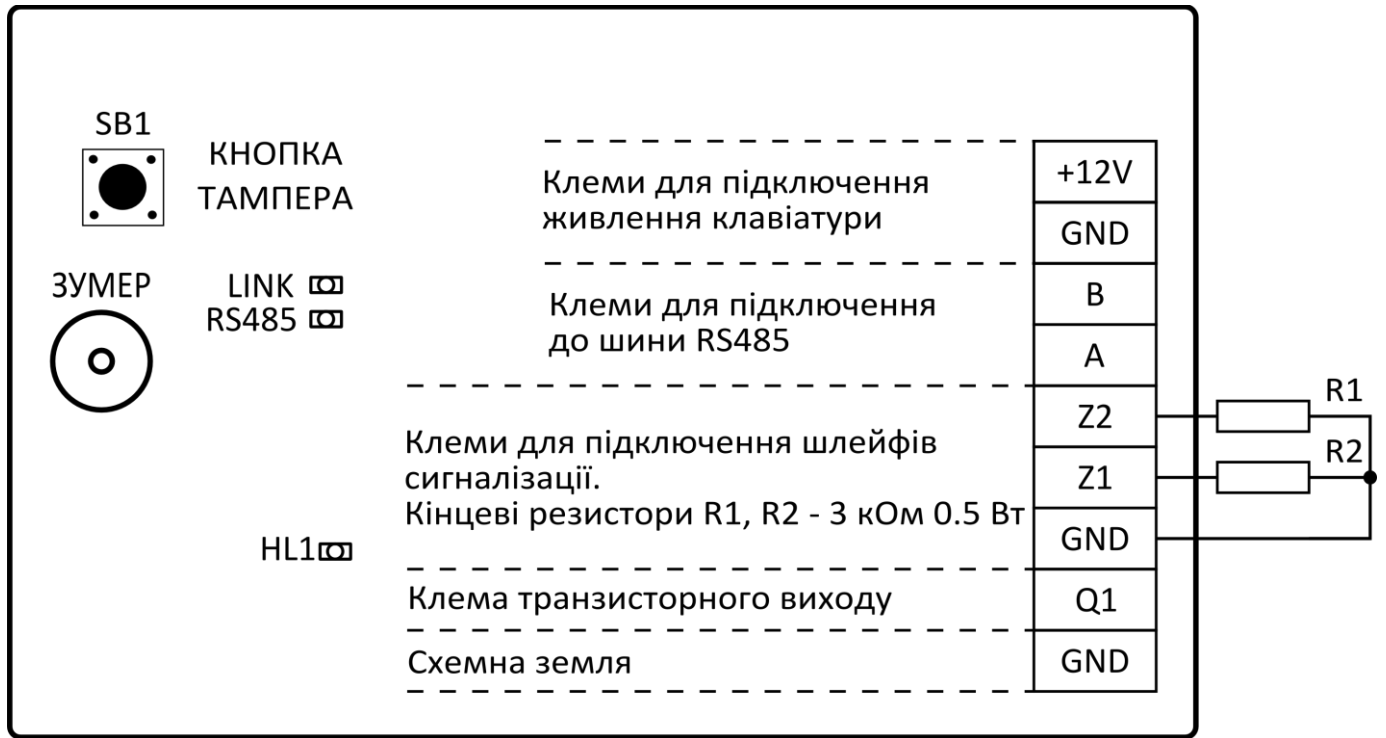 SB1
КНОПКА
ТАМПЕРА
ЗУМЕР
LINK
RS485
HL1
Клеми для підключення
живлення клавіатури
Клеми для підключення
до шини RS485
Клеми для підключення шлейфів
сигналізації.
Кінцеві резистори R1, R2 - 3 кОм 0.5 Вт
Клема транзисторного виходу
Схемна земля
+12V
GND
B
A
Z2
Z1
GND
Q1
GND
R1
R2